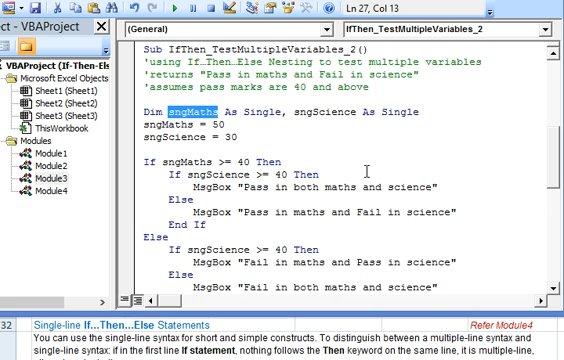 Ln 27, Col 13
ct - VBAProject
(General)
IfThen_TestMultipleVariables_2
VBAProject (If-Then-El
Microsoft Excel Objects
Sheet1 (Sheet1)
Sheet2 (Sheet2)
Sheet3 (Sheet3)
ThisWorkbook
Modules
Module1
Module2
Module3
Module4
Sub IfThen_TestMultipleVariables_2()
'using If…Then…Else Nesting to test multiple variables
'returns "Pass in maths and Fail in science"
'assumes pass marks are 40 and above
Dim sngMaths As Single, sngScience As Single
sngMaths = 50
sngScience = 30
If sngMaths >= 40 Then
If sngScience >= 40 Then
MsgBox "Pass in both maths and science"
Else
MsgBox "Pass in maths and Fail in science"
End If
Else
If sngScience >= 40 Then
MsgBox "Fail in maths and Pass in science"
Else
MsgBox "Fail in both maths and science"
32 Single-line If…Then…Else Statements Refer Module4
You can use the single-line syntax for short and simple constructs. To distinguish between a multiple-line syntax and
single-line syntax: if in the first line If statement, nothing follows the Then keyword on the same line, it is multiple-line,